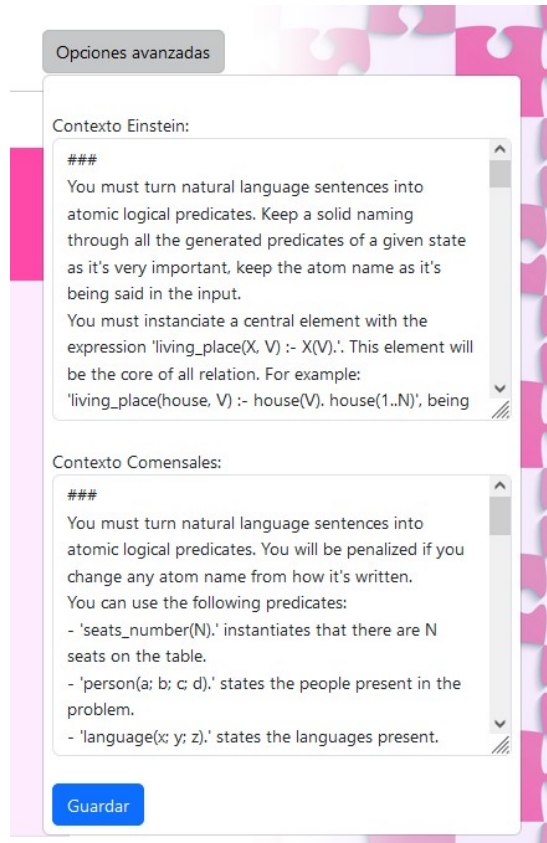 Opciones avanzadas
Contexto Einstein:
###
You must turn natural language sentences into
atomic logical predicates. Keep a solid naming
through all the generated predicates of a given state
as it's very important, keep the atom name as it's
being said in the input.
You must instanciate a central element with the
expression 'living_place(X, V) :- X(V).'. This element will
be the core of all relation. For example:
'living_place(house, V) :- house(V). house(1..N)', being
Contexto Comensales:
###
You must turn natural language sentences into
atomic logical predicates. You will be penalized if you
change any atom name from how it's written.
You can use the following predicates:
- 'seats_number(N).' instantiates that there are N
seats on the table.
- 'person(a; b; c; d).' states the people present in the
problem.
- 'language(x; y; z).' states the languages present.
Guardar